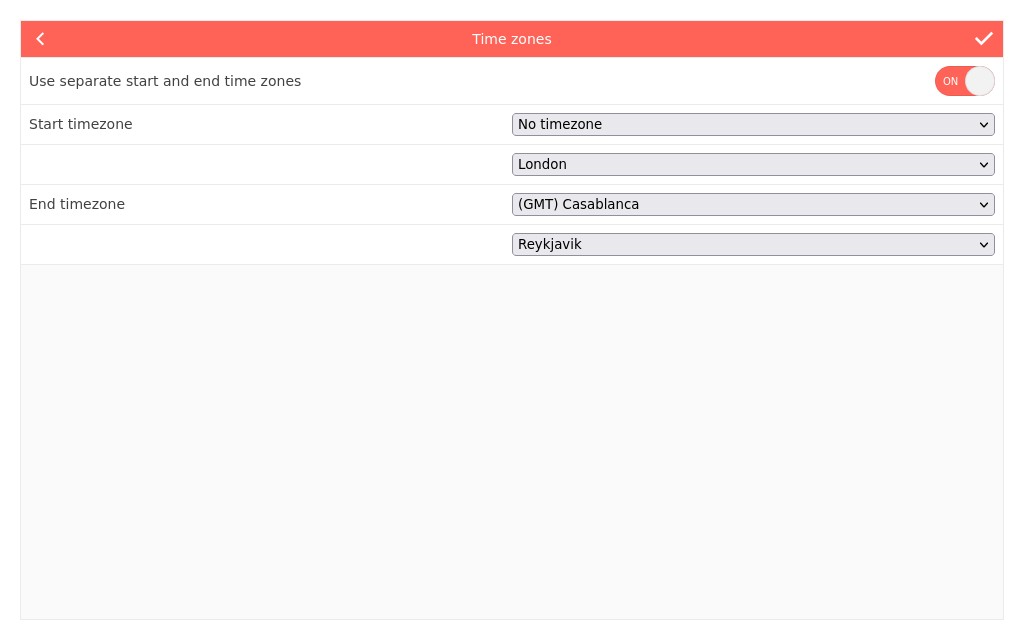 Time zones
Use separate start and end time zones
ON
Start timezone
No timezone
London
End timezone
(GMT) Casablanca
Reykjavik